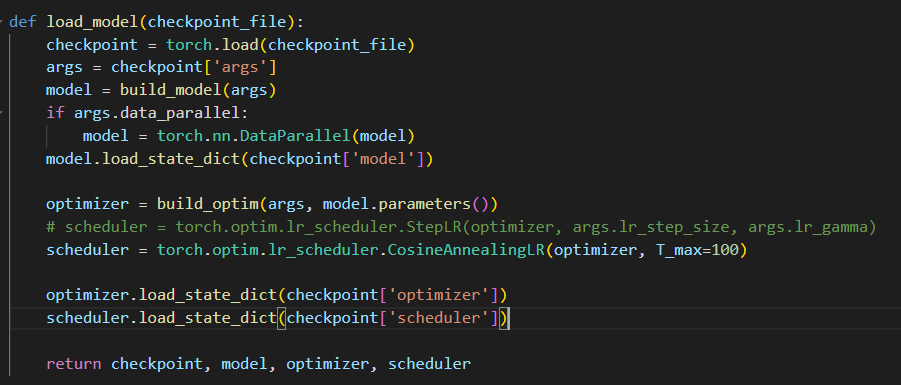 def load_model(checkpoint_file):
    checkpoint = torch.load(checkpoint_file)
    args = checkpoint['args']
    model = build_model(args)
    if args.data_parallel:
        model = torch.nn.DataParallel(model)
    model.load_state_dict(checkpoint['model'])

    optimizer = build_optim(args, model.parameters())
    # scheduler = torch.optim.lr_scheduler.StepLR(optimizer, args.lr_step_size, args.lr_gamma)
    scheduler = torch.optim.lr_scheduler.CosineAnnealingLR(optimizer, T_max=100)

    optimizer.load_state_dict(checkpoint['optimizer'])
    scheduler.load_state_dict(checkpoint['scheduler'])

    return checkpoint, model, optimizer, scheduler